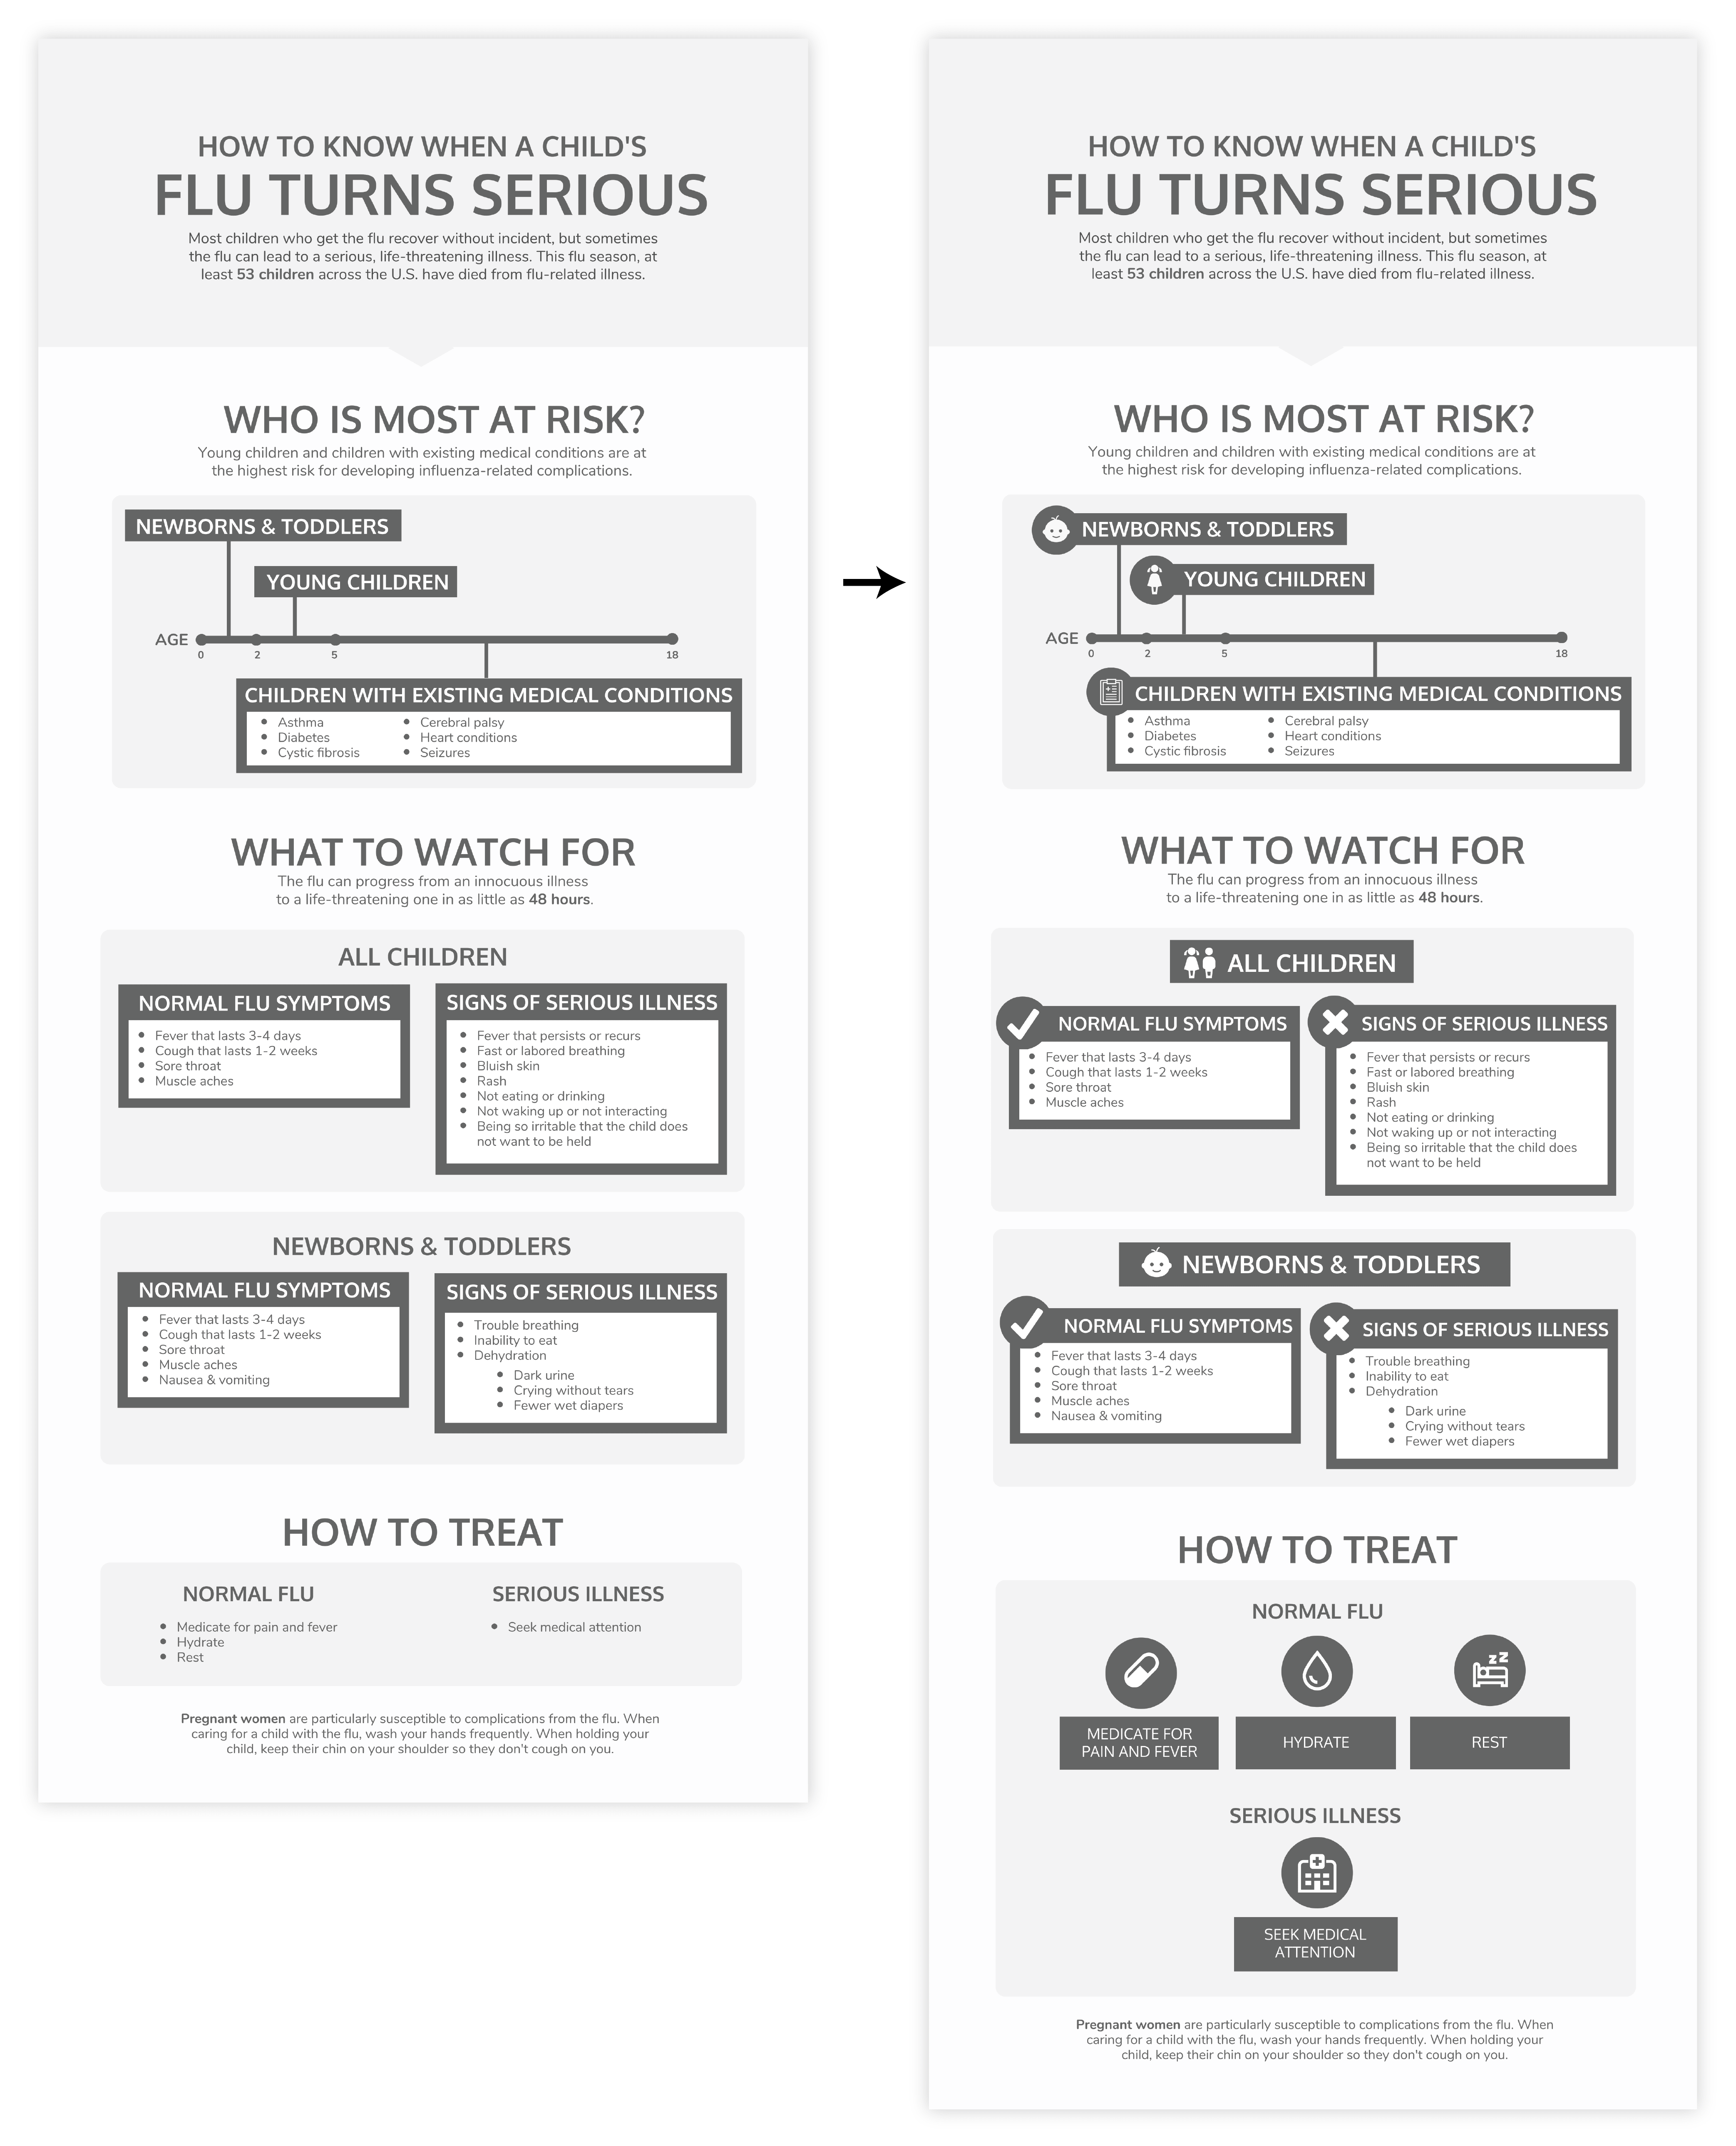 HOW TO KNOW WHEN A CHILD'S
FLU TURNS SERIOUS
Most children who get the flu recover without incident, but sometimes
the flu can lead to a serious, life-threatening illness. This flu season, at
least 53 children across the U.S. have died from flu-related illness.
WHO IS MOST AT RISK?
Young children and children with existing medical conditions are at
the highest risk for developing influenza-related complications.
NEWBORNS & TODDLERS
YOUNG CHILDREN
AGE
0
2
5
18
CHILDREN WITH EXISTING MEDICAL CONDITIONS
• Asthma
• Diabetes
• Cystic fibrosis
• Cerebral palsy
• Heart conditions
• Seizures
WHAT TO WATCH FOR
The flu can progress from an innocuous illness
to a life-threatening one in as little as 48 hours.
ALL CHILDREN
NORMAL FLU SYMPTOMS
• Fever that lasts 3-4 days
• Cough that lasts 1-2 weeks
• Sore throat
• Muscle aches
SIGNS OF SERIOUS ILLNESS
• Fever that persists or recurs
• Fast or labored breathing
• Bluish skin
• Rash
• Not eating or drinking
• Not waking up or not interacting
• Being so irritable that the child does
not want to be held
NEWBORNS & TODDLERS
NORMAL FLU SYMPTOMS
• Fever that lasts 3-4 days
• Cough that lasts 1-2 weeks
• Sore throat
• Muscle aches
• Nausea & vomiting
SIGNS OF SERIOUS ILLNESS
• Trouble breathing
• Inability to eat
• Dehydration
• Dark urine
• Crying without tears
• Fewer wet diapers
HOW TO TREAT
NORMAL FLU
• Medicate for pain and fever
• Hydrate
• Rest
SERIOUS ILLNESS
• Seek medical attention
Pregnant women are particularly susceptible to complications from the flu. When
caring for a child with the flu, wash your hands frequently. When holding your
child, keep their chin on your shoulder so they don't cough on you.
HOW TO KNOW WHEN A CHILD'S
FLU TURNS SERIOUS
Most children who get the flu recover without incident, but sometimes
the flu can lead to a serious, life-threatening illness. This flu season, at
least 53 children across the U.S. have died from flu-related illness.
WHO IS MOST AT RISK?
Young children and children with existing medical conditions are at
the highest risk for developing influenza-related complications.
NEWBORNS & TODDLERS
YOUNG CHILDREN
AGE
0
2
5
18
CHILDREN WITH EXISTING MEDICAL CONDITIONS
• Asthma
• Diabetes
• Cystic fibrosis
• Cerebral palsy
• Heart conditions
• Seizures
WHAT TO WATCH FOR
The flu can progress from an innocuous illness
to a life-threatening one in as little as 48 hours.
ALL CHILDREN
NORMAL FLU SYMPTOMS
• Fever that lasts 3-4 days
• Cough that lasts 1-2 weeks
• Sore throat
• Muscle aches
SIGNS OF SERIOUS ILLNESS
• Fever that persists or recurs
• Fast or labored breathing
• Bluish skin
• Rash
• Not eating or drinking
• Not waking up or not interacting
• Being so irritable that the child does
not want to be held
NEWBORNS & TODDLERS
NORMAL FLU SYMPTOMS
• Fever that lasts 3-4 days
• Cough that lasts 1-2 weeks
• Sore throat
• Muscle aches
• Nausea & vomiting
SIGNS OF SERIOUS ILLNESS
• Trouble breathing
• Inability to eat
• Dehydration
• Dark urine
• Crying without tears
• Fewer wet diapers
HOW TO TREAT
NORMAL FLU
z Z
MEDICATE FOR
PAIN AND FEVER
HYDRATE
REST
SERIOUS ILLNESS
SEEK MEDICAL
ATTENTION
Pregnant women are particularly susceptible to complications from the flu. When
caring for a child with the flu, wash your hands frequently. When holding your
child, keep their chin on your shoulder so they don't cough on you.